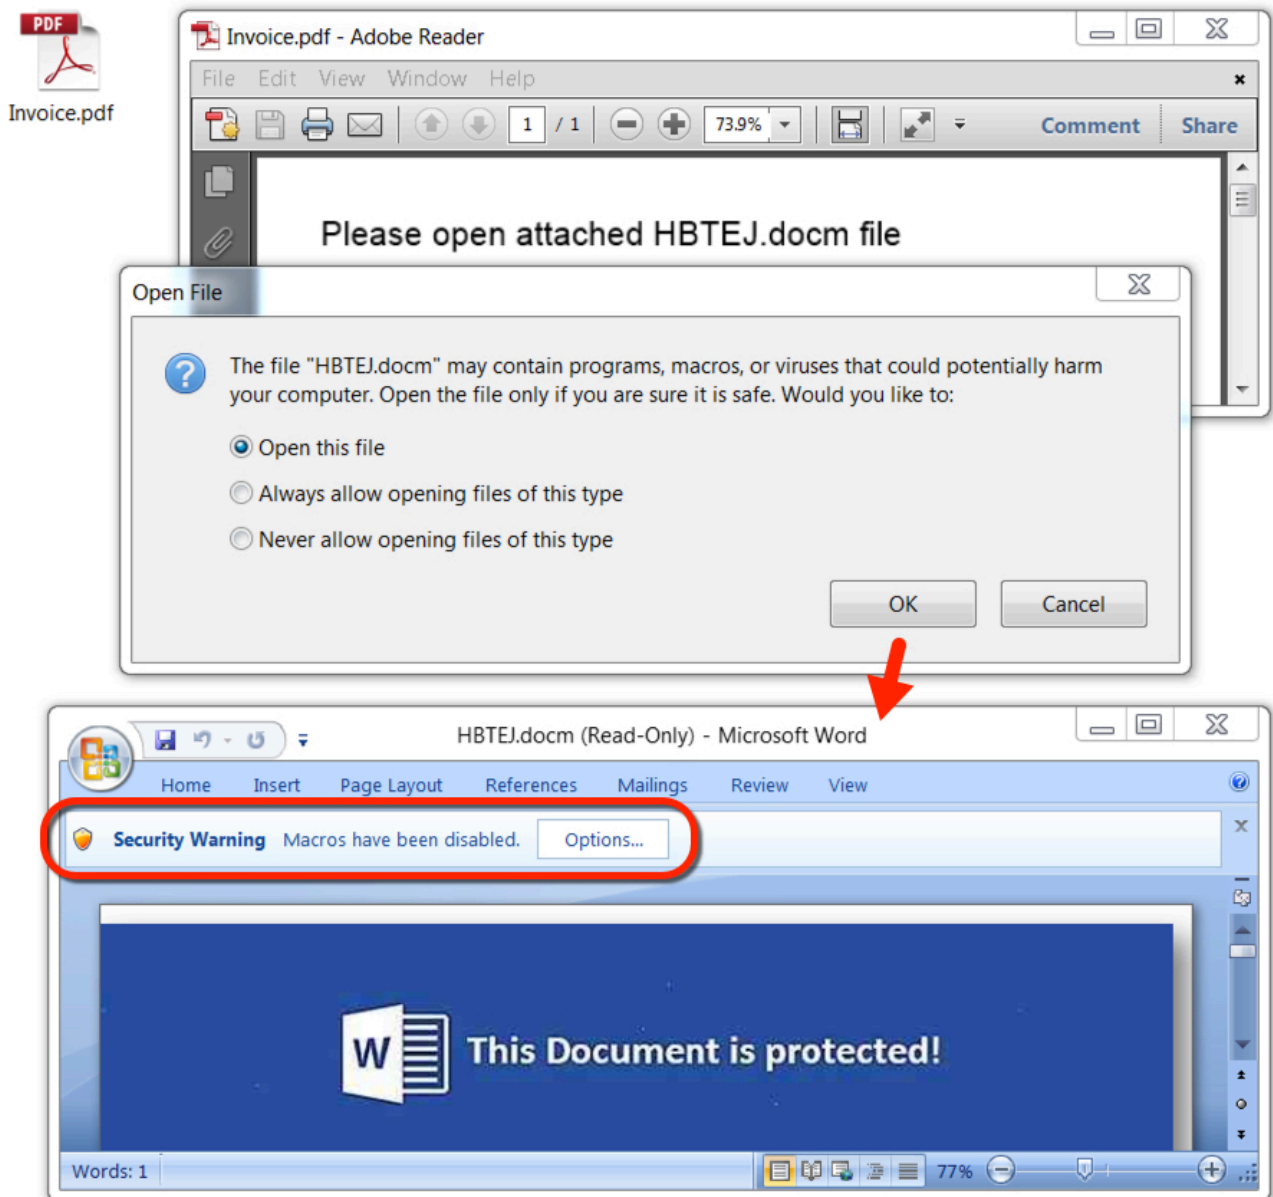 PDF
Invoice.pdf
Invoice.pdf - Adobe Reader
File Edit View Window Help
1 / 1 73.9% Comment Share
Please open attached HBTEJ.docm file
Open File
The file "HBTEJ.docm" may contain programs, macros, or viruses that could potentially harm
your computer. Open the file only if you are sure it is safe. Would you like to:
Open this file
Always allow opening files of this type
Never allow opening files of this type
OK Cancel
HBTEJ.docm (Read-Only) - Microsoft Word
Home Insert Page Layout References Mailings Review View
Security Warning Macros have been disabled. Options...
W This Document is protected!
Words: 1 77%